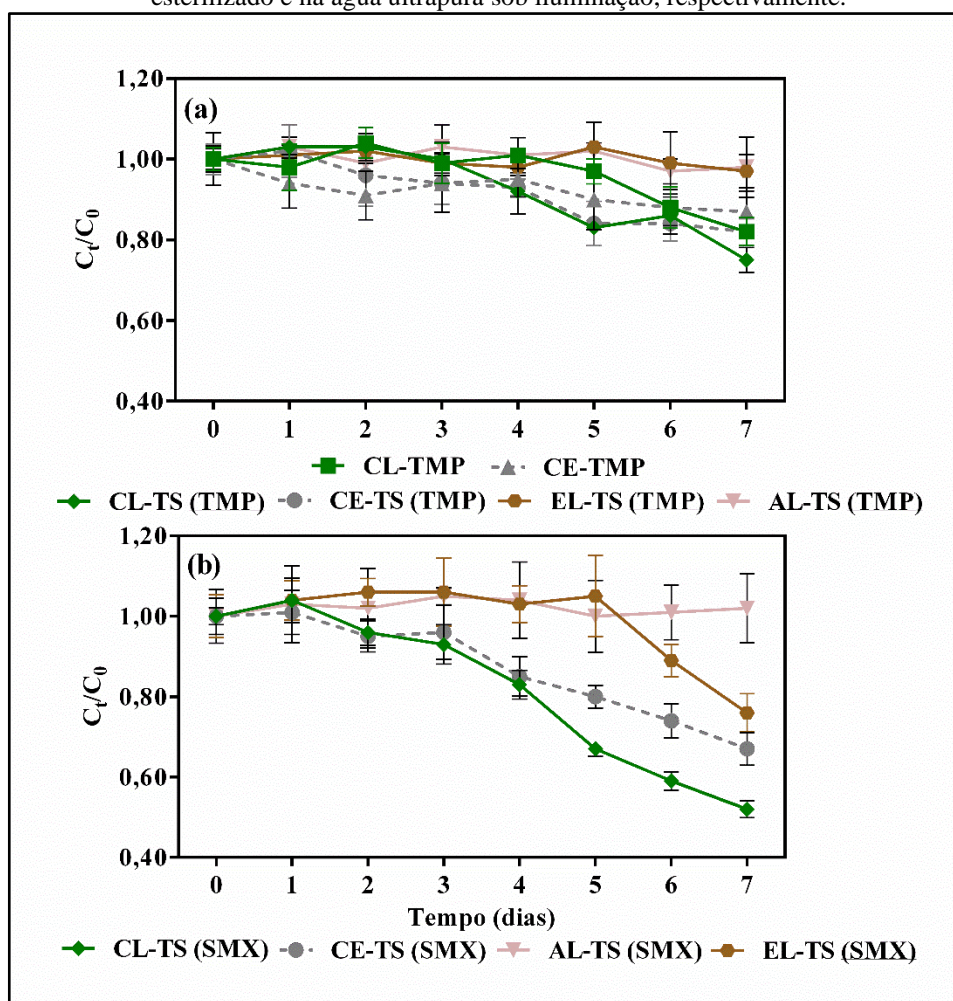 esterilizado e na água ultrapura sob iluminação, respectivamente.
(a)
1,20
1,00
0,80
0,60
0,40
C_t/C_0
0 1 2 3 4 5 6 7
CL-TMP CE-TMP
CL-TS (TMP) CE-TS (TMP) EL-TS (TMP) AL-TS (TMP)
(b)
1,20
1,00
0,80
0,60
0,40
C_t/C_0
0 1 2 3 4 5 6 7
Tempo (dias)
CL-TS (SMX) CE-TS (SMX) AL-TS (SMX) EL-TS (SMX)